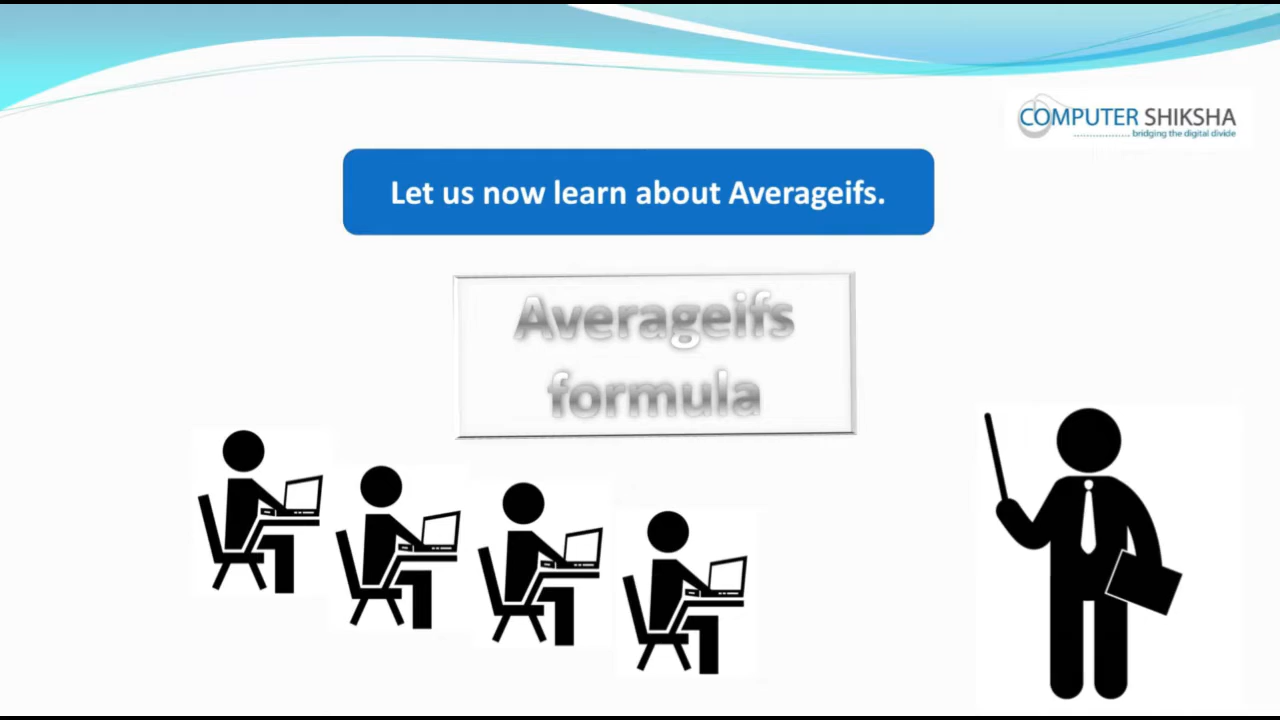 COMPUTER SHIKSHA
bridging the digital divide
Let us now learn about Averageifs.
Averageifs
formula